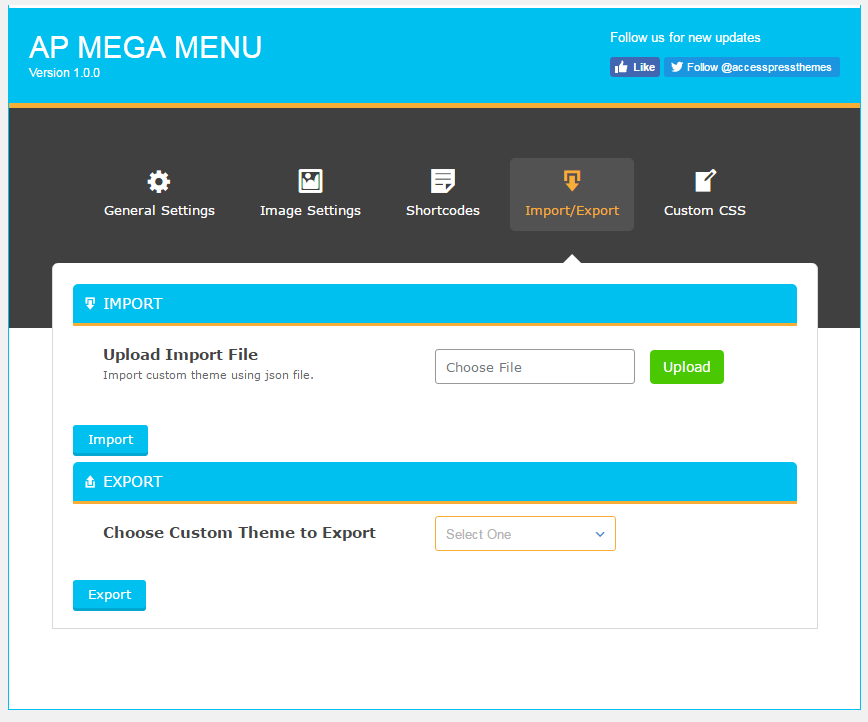 AP MEGA MENU
Version 1.0.0
Follow us for new updates
Like
Follow @accesspressthemes
General Settings
Image Settings
Shortcodes
Import/Export
Custom CSS
IMPORT
Upload Import File
Import custom theme using json file.
Choose File
Upload
Import
EXPORT
Choose Custom Theme to Export
Select One
Export